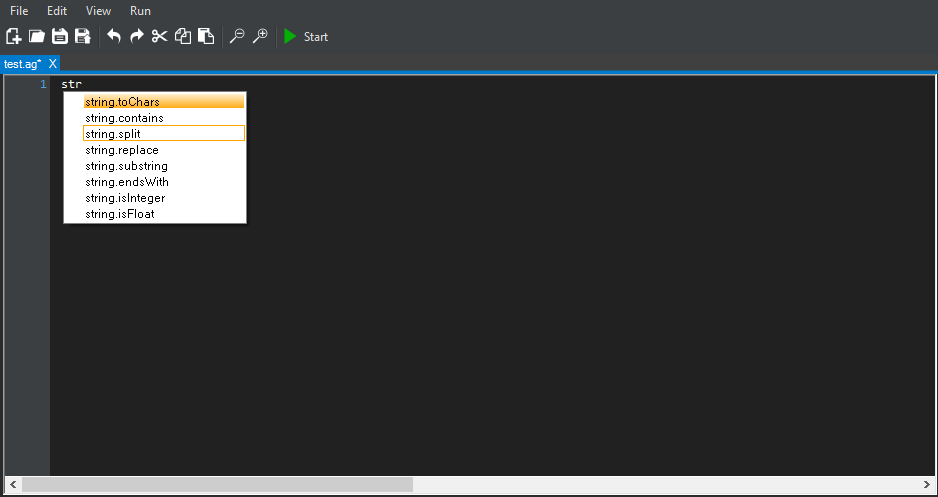 File Edit View Run
Start
test.ag* X
1 str
string.toChars
string.contains
string.split
string.replace
string.substring
string.endsWith
string.isInteger
string.isFloat